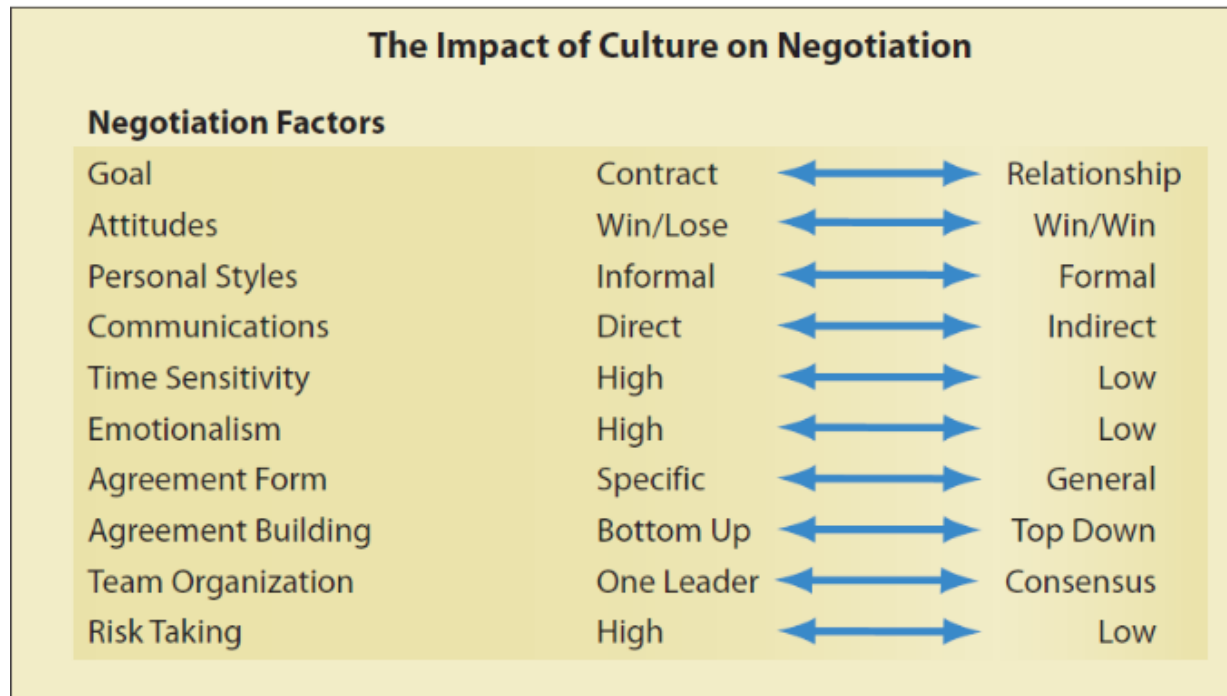 The Impact of Culture on Negotiation
Negotiation Factors
Goal Contract Relationship
Attitudes Win/Lose Win/Win
Personal Styles Informal Formal
Communications Direct Indirect
Time Sensitivity High Low
Emotionalism High Low
Agreement Form Specific General
Agreement Building Bottom Up Top Down
Team Organization One Leader Consensus
Risk Taking High Low